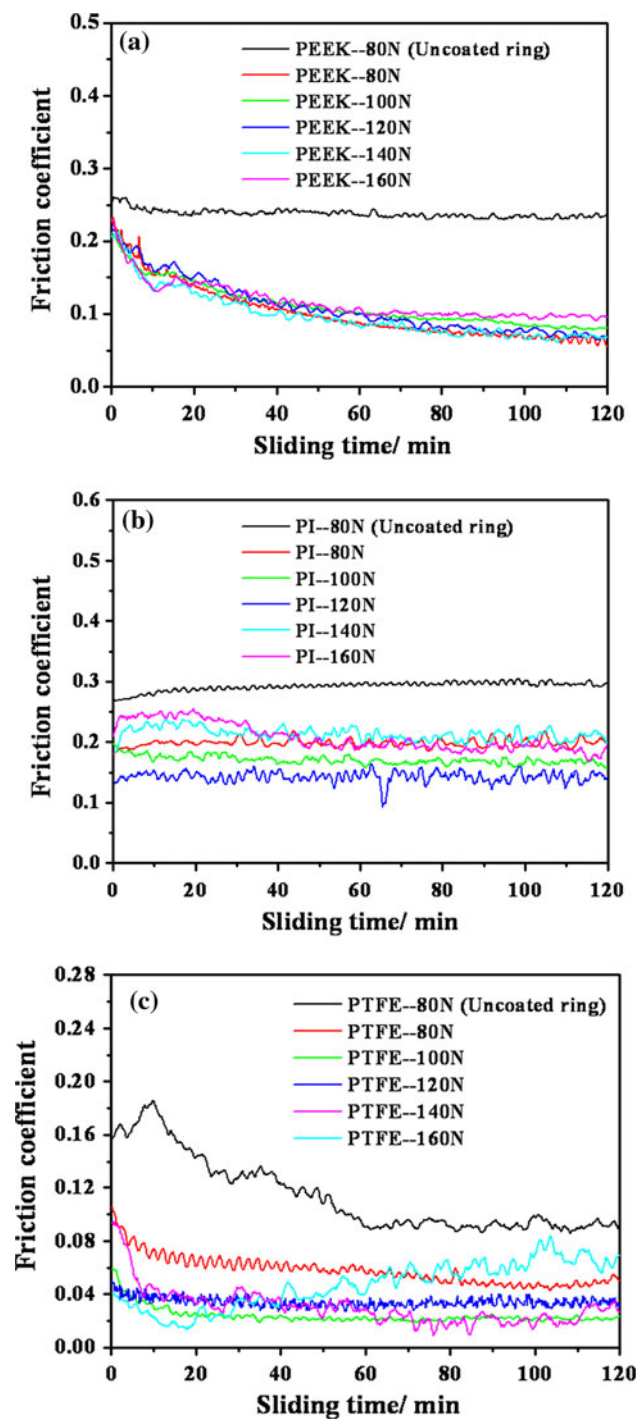 (a)
PEEK--80N (Uncoated ring)
PEEK--80N
PEEK--100N
PEEK--120N
PEEK--140N
PEEK--160N
0.5
0.4
0.3
0.2
0.1
0.0
Friction coefficient
0 20 40 60 80 100 120
Sliding time/ min
(b)
PI--80N (Uncoated ring)
PI--80N
PI--100N
PI--120N
PI--140N
PI--160N
0.6
0.5
0.4
0.3
0.2
0.1
0.0
Friction coefficient
0 20 40 60 80 100 120
Sliding time/ min
(c)
PTFE--80N (Uncoated ring)
PTFE--80N
PTFE--100N
PTFE--120N
PTFE--140N
PTFE--160N
0.28
0.24
0.20
0.16
0.12
0.08
0.04
0.00
Friction coefficient
0 20 40 60 80 100 120
Sliding time/ min